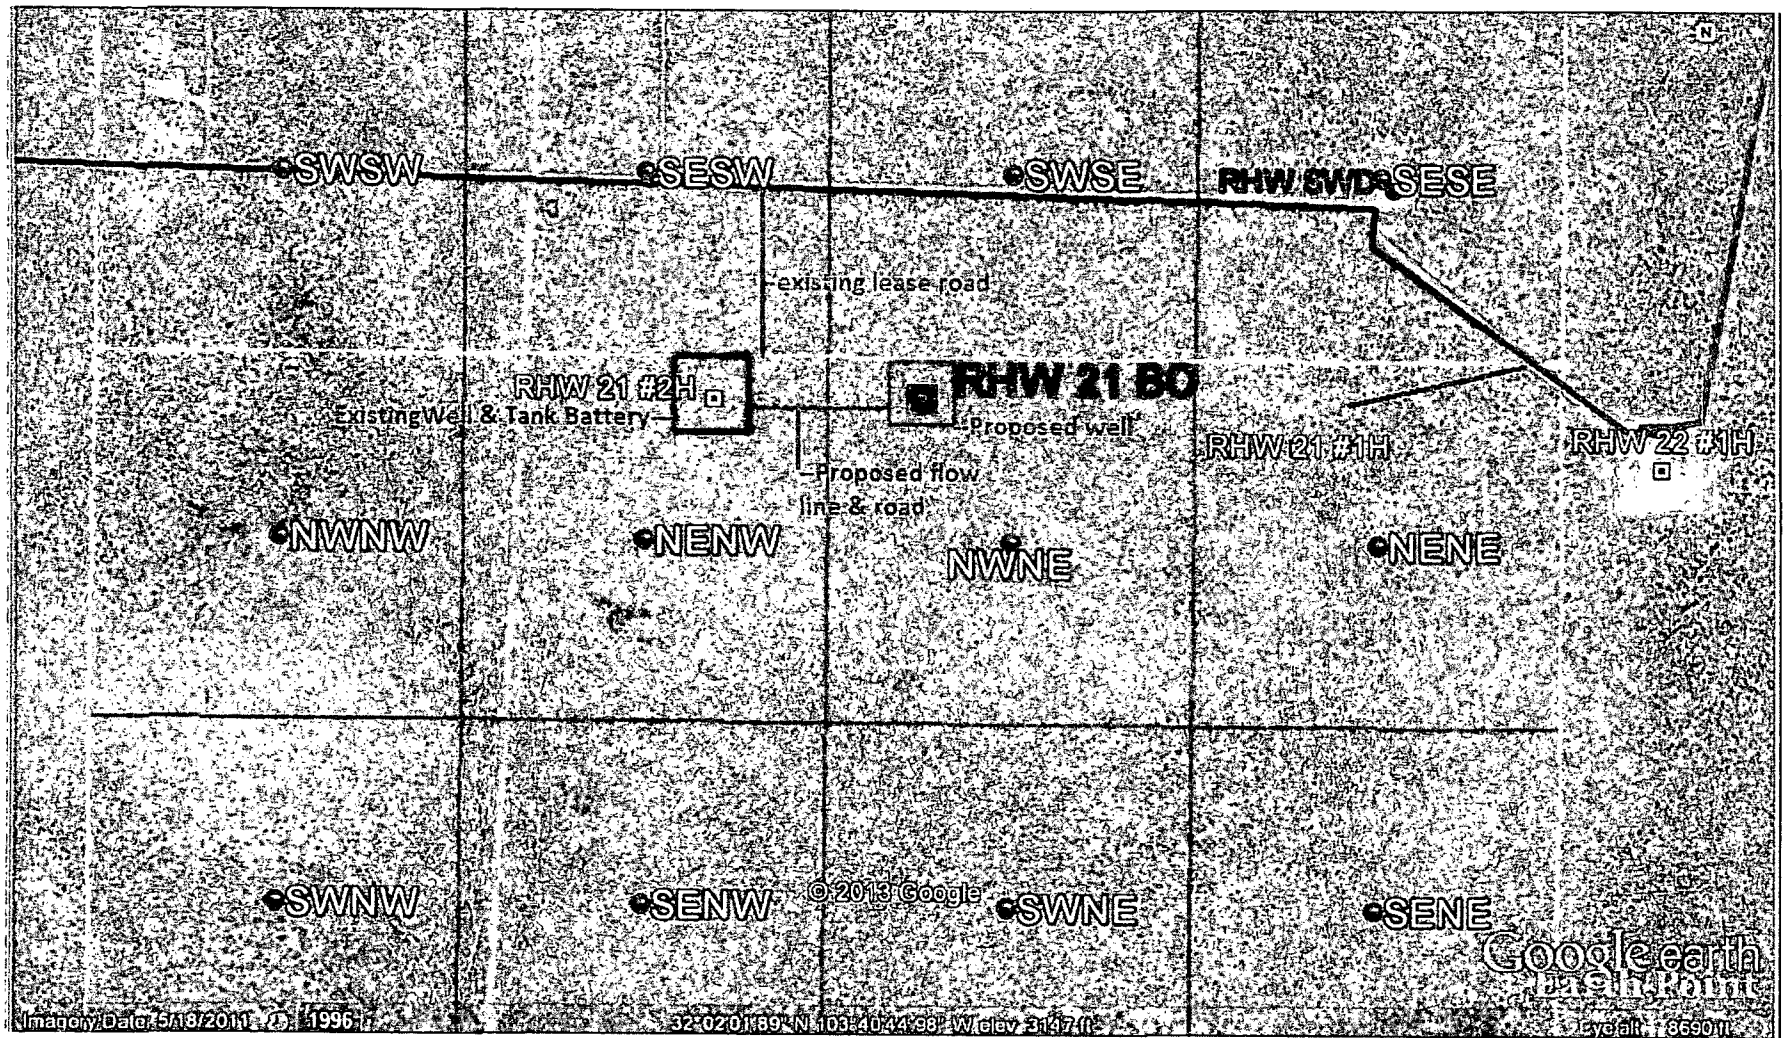 N
SWSW
SESW
SWSE
RHW SWD
SESE
existing lease road
RHW 21 #2H
RHW 21 BO
ExistingWell & Tank Battery
Proposed well
RHW 21 #1H
RHW 22 #1H
Proposed flow
line & road
NWNW
NENW
NWNE
NENE
SWNW
SENW
© 2013 Google
SWNE
SENE
Google earth
Earth Point
Imagery Date: 5/18/2011
1996
32°02'01.89" N 103°40'44.98" W elev 3147 ft
Eye alt 8690 ft